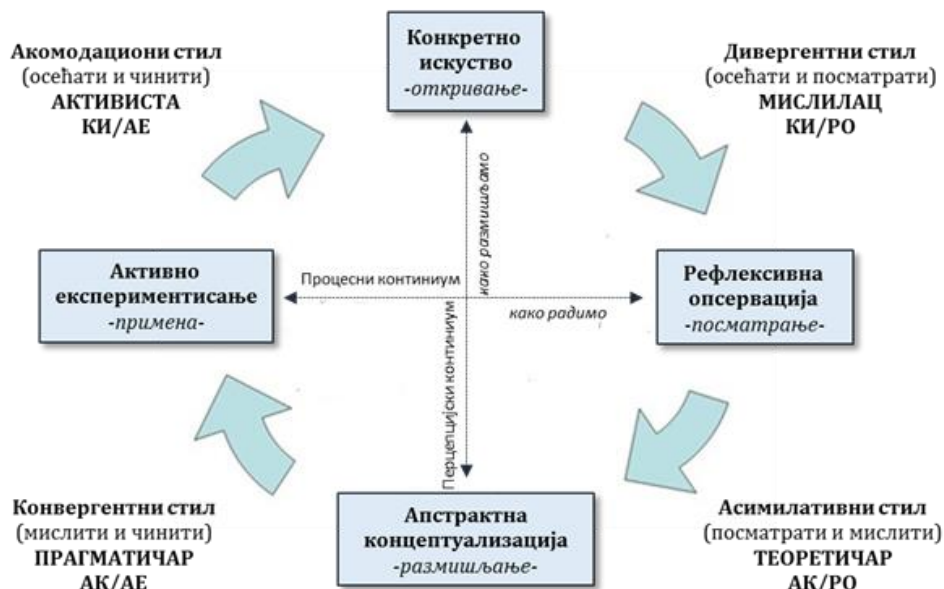 Акомодациони стил
(осећати и чинити)
АКТИВИСТА
КИ/АЕ
Конкретно
искуство
-откривање-
Дивергентни стил
(осећати и посматрати)
МИСЛИЛАЦ
КИ/РО
како размишљамо
Активно
експериментисање
-примена-
Процесни континиум
како радимо
Рефлексивна
опсервација
-посматрање-
Перцепцијски континиум
Конвергентни стил
(мислити и чинити)
ПРАГМАТИЧАР
АК/АЕ
Апстрактна
концептуализација
-размишљање-
Асимилативни стил
(посматрати и мислити)
ТЕОРЕТИЧАР
АК/РО